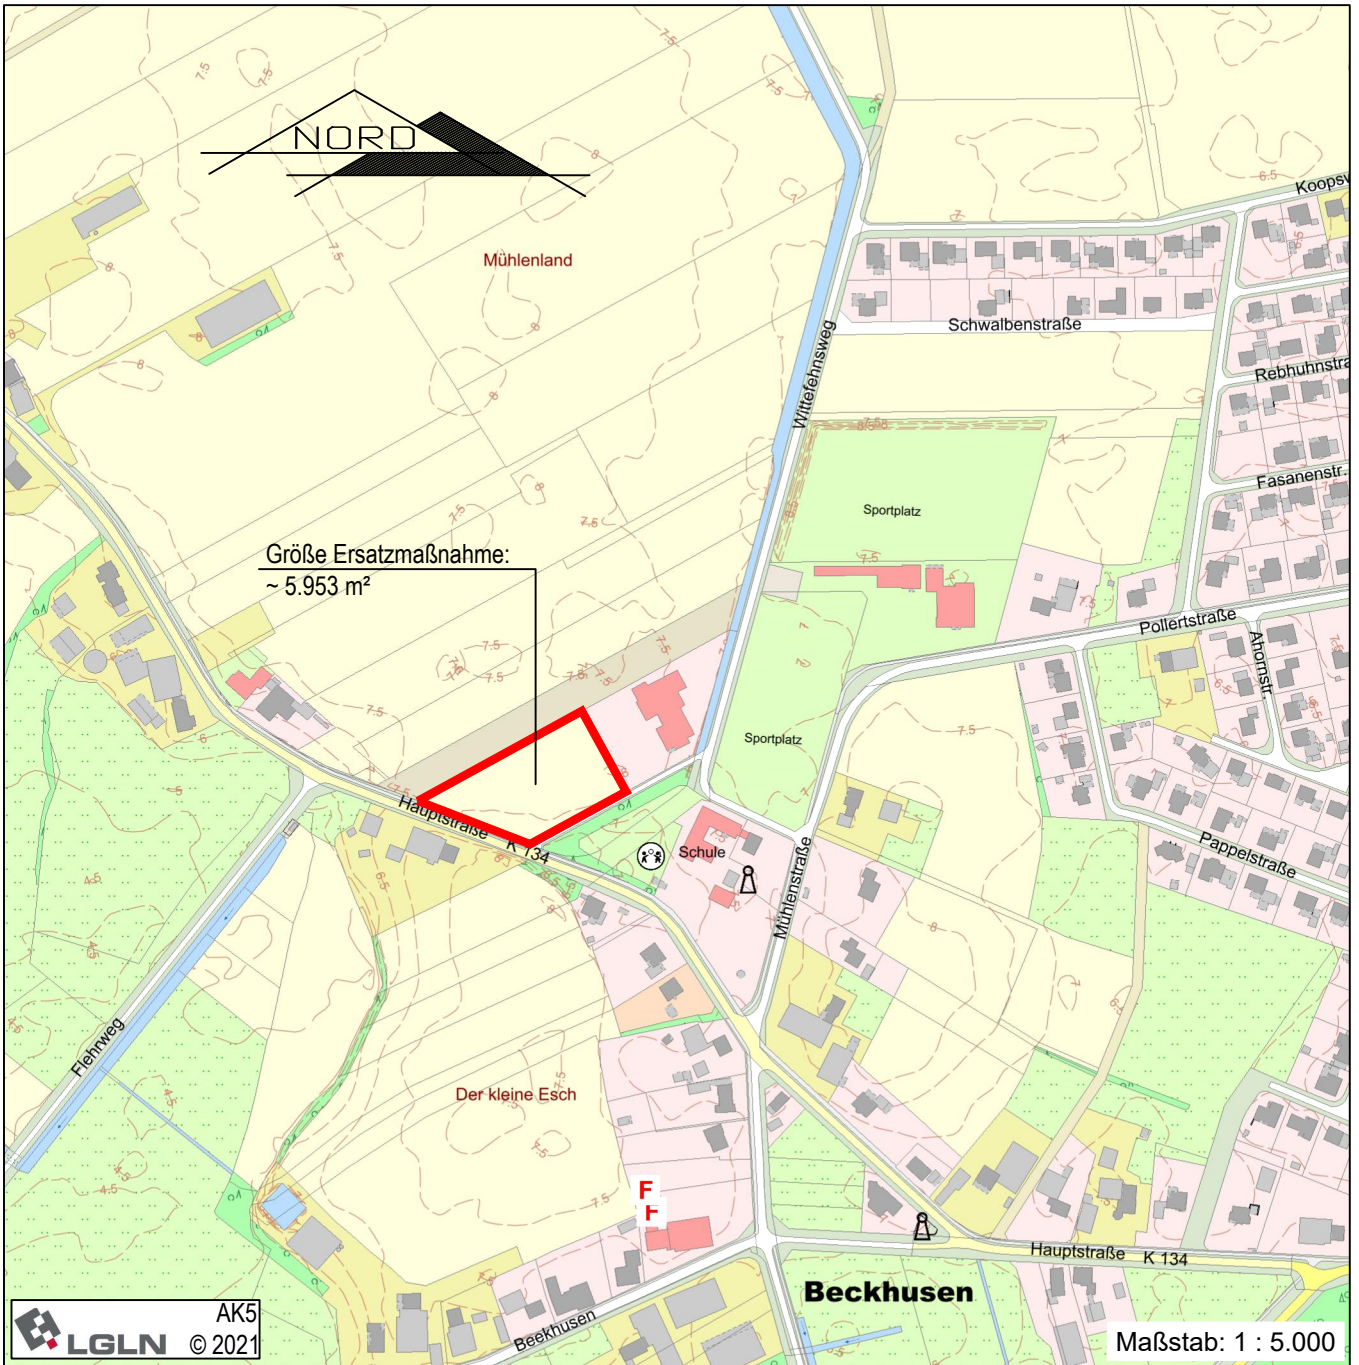 NORD
Koopsw
Mühlenland
Schwalbenstraße
Wittefehnsweg
Rebhuhnstra
Fasanenstr.
Sportplatz
Größe Ersatzmaßnahme:
~ 5.953 m²
Pollertstraße
Ahornstr.
Sportplatz
Hauptstraße K 134
Schule
Pappelstraße
Mühlenstraße
Flehrweg
Der kleine Esch
F
F
Hauptstraße K 134
Beckhusen
Beekhusen
LGLN
AK5
© 2021
Maßstab: 1 : 5.000